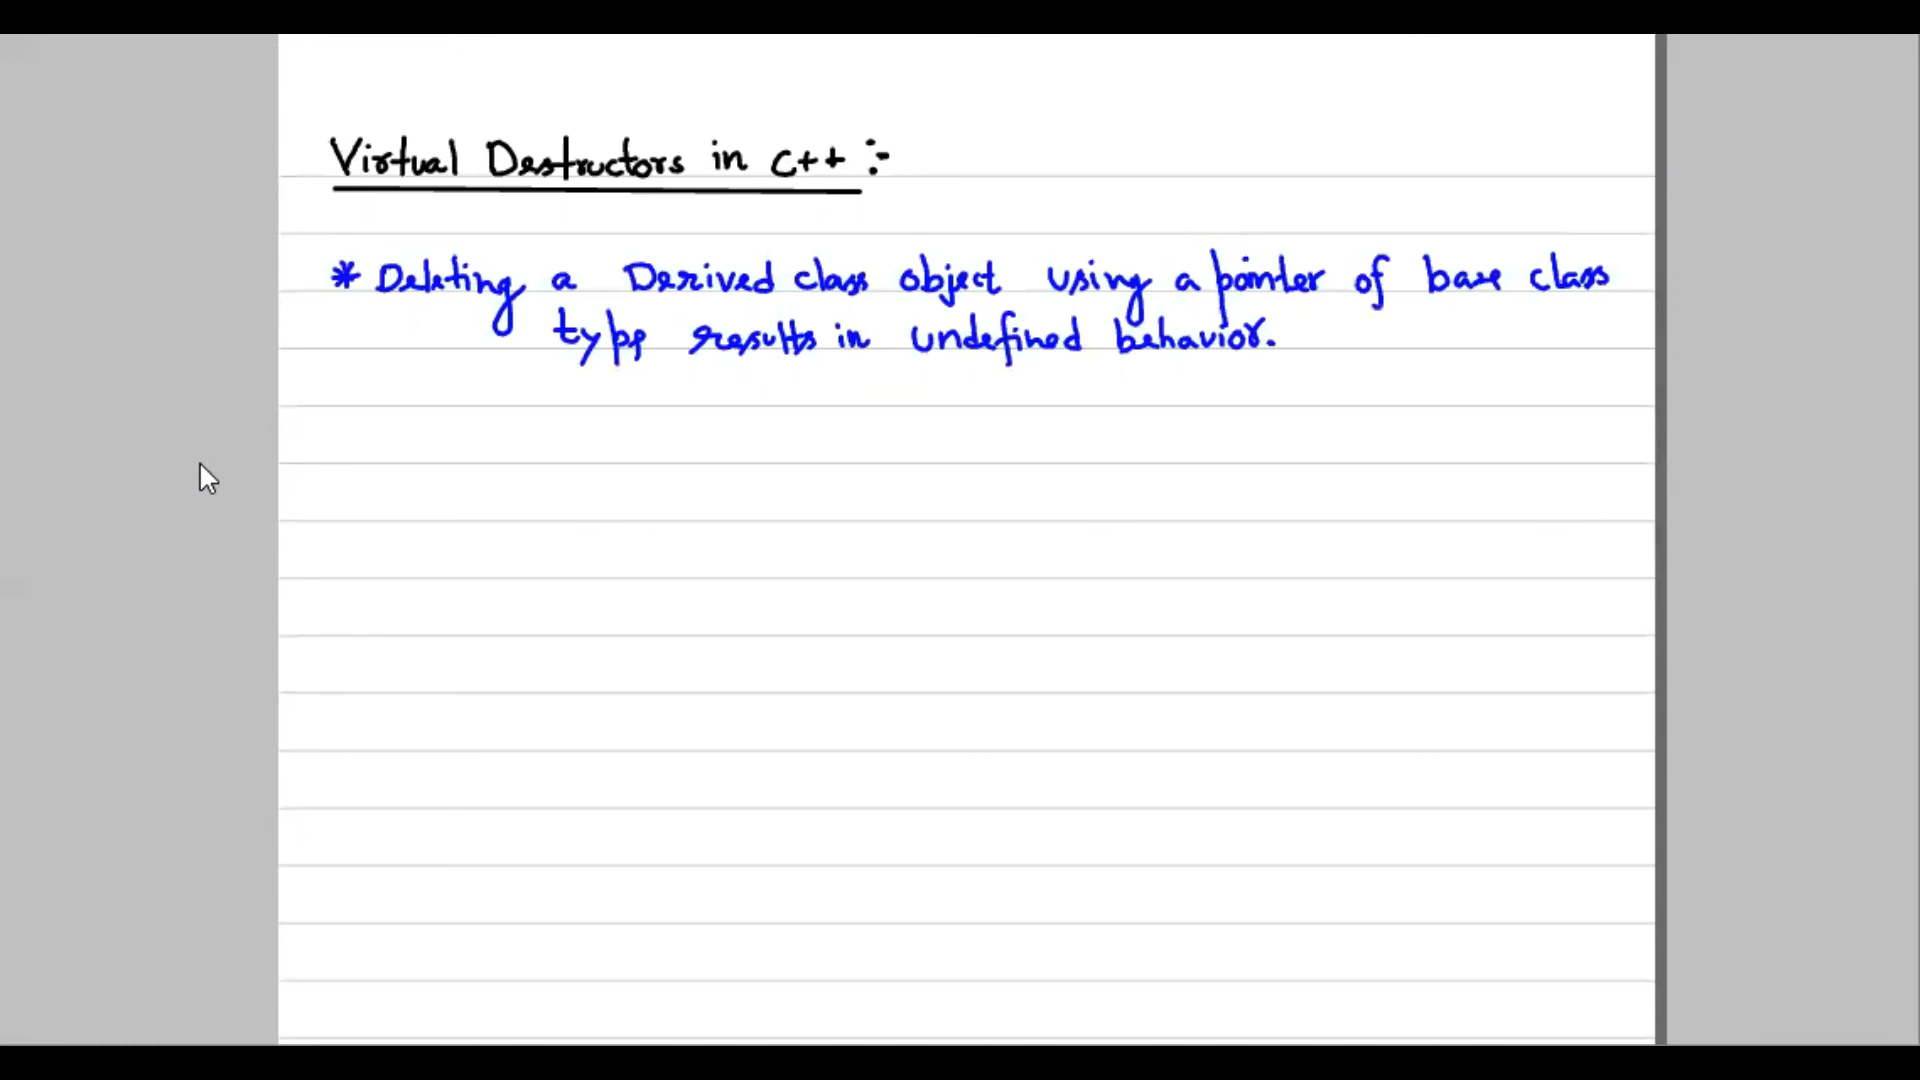 Virtual Destructors in C++ :-
* Deleting a Derived class object using a pointer of base class
type results in undefined behavior.